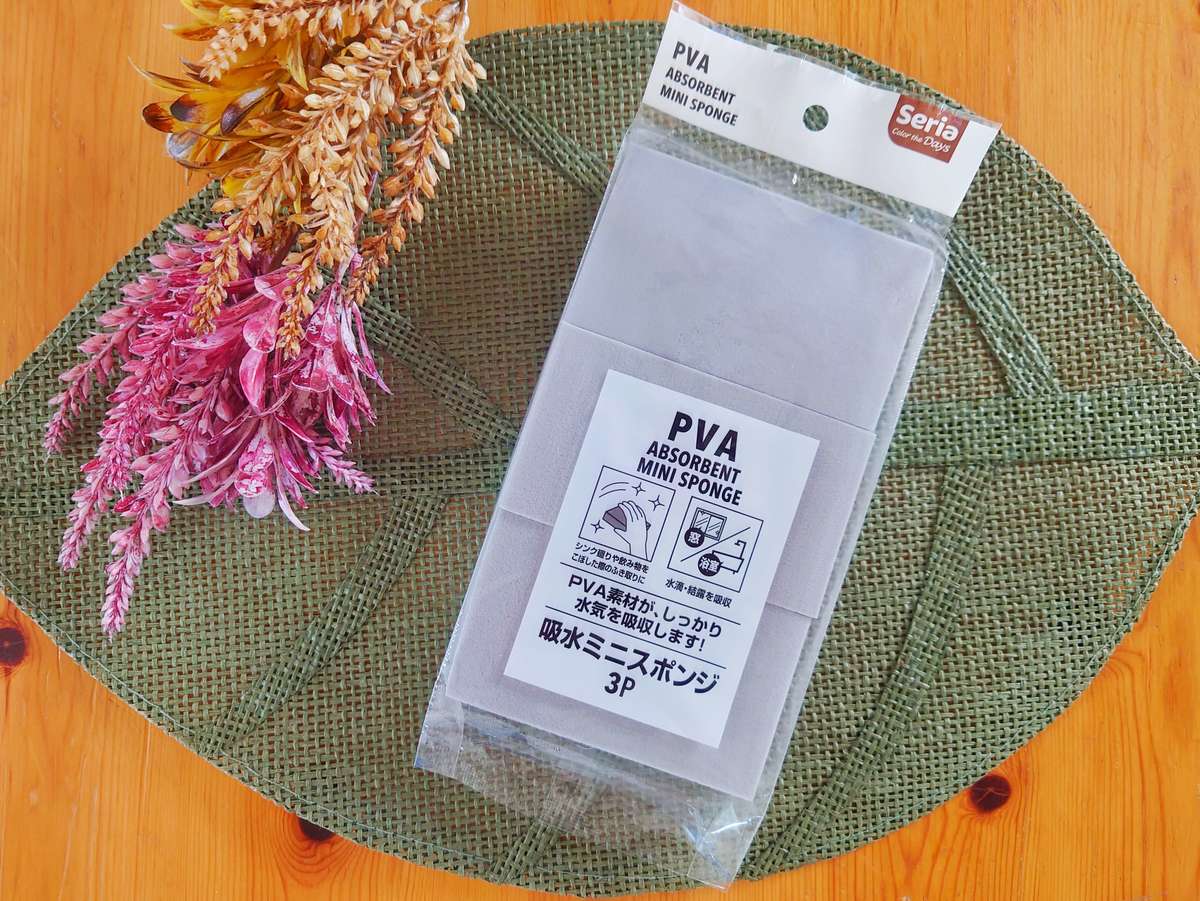 PVA
ABSORBENT
MINI SPONGE
Seria
Color the Days
PVA
ABSORBENT
MINI SPONGE
シンク廻りや飲み物を
こぼした際のふき取りに
窓
浴室
水滴・結露を吸収
PVA素材が、しっかり
水気を吸収します!
吸水ミニスポンジ
3P